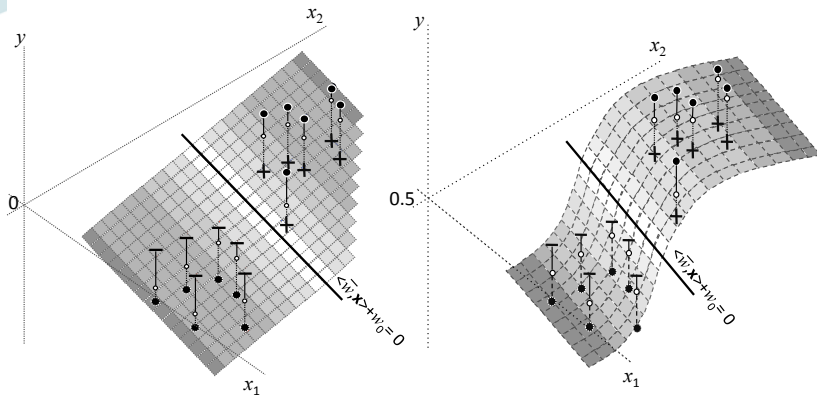 y
x₂
0
<w̅,x>+w₀= 0
x₁
y
x₂
0.5
<w̅,x>+w₀= 0
x₁